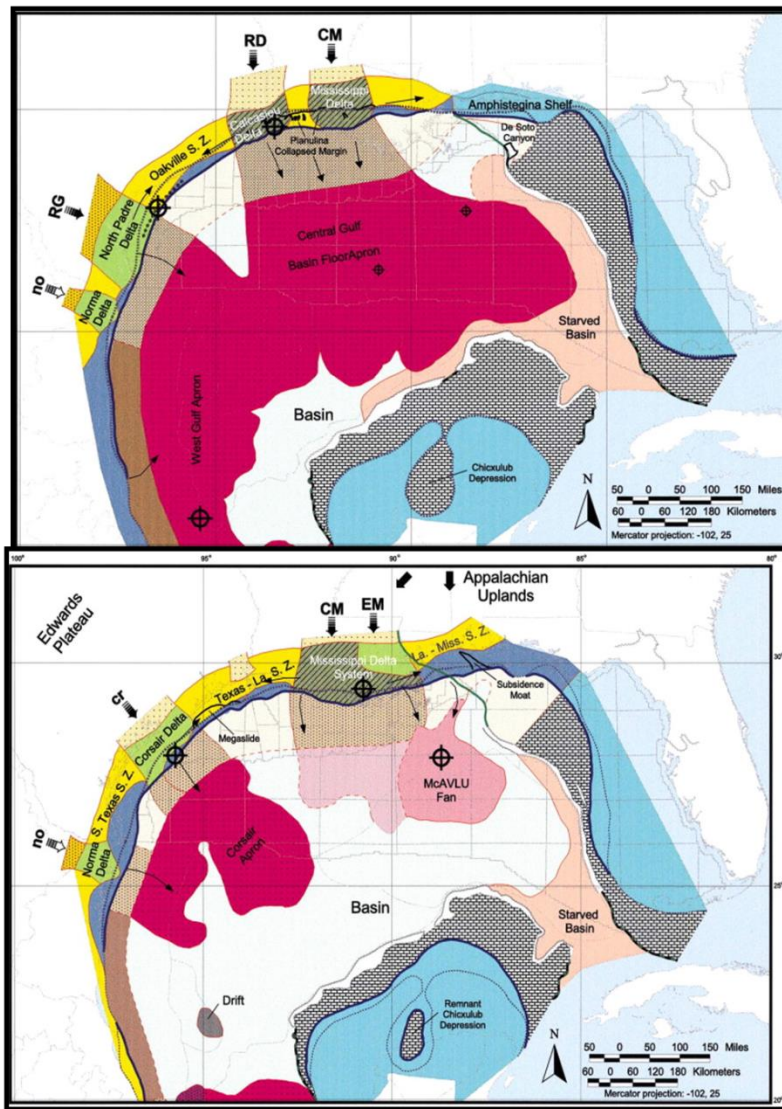 RD
CM
Mississippi
Delta
Calcasieu
Delta
Amphistegina Shelf
De Soto
Canyon
Planulina
Collapsed Margin
Oakville S. Z.
RG
North Padre
Delta
no
Norma
Delta
Central Gulf
Basin FloorApron
West Gulf Apron
Starved
Basin
Basin
Chicxulub
Depression
N
50 0 50 100 150 Miles
60 0 60 120 180 Kilometers
Mercator projection: -102, 25
100°
95°
90°
85°
80°
Edwards
Plateau
CM
EM
Appalachian
Uplands
La. - Miss. S. Z.
30°
Mississippi Delta
System
Texas - La. S. Z.
Subsidence
Moat
cr
Corsair Delta
Megaslide
McAVLU
Fan
S. Texas S. Z.
no
Norma
Delta
Corsair
Apron
25°
Basin
Starved
Basin
Drift
Remnant
Chicxulub
Depression
N
50 0 50 100 150 Miles
60 0 60 120 180 Kilometers
Mercator projection: -102, 25
20°